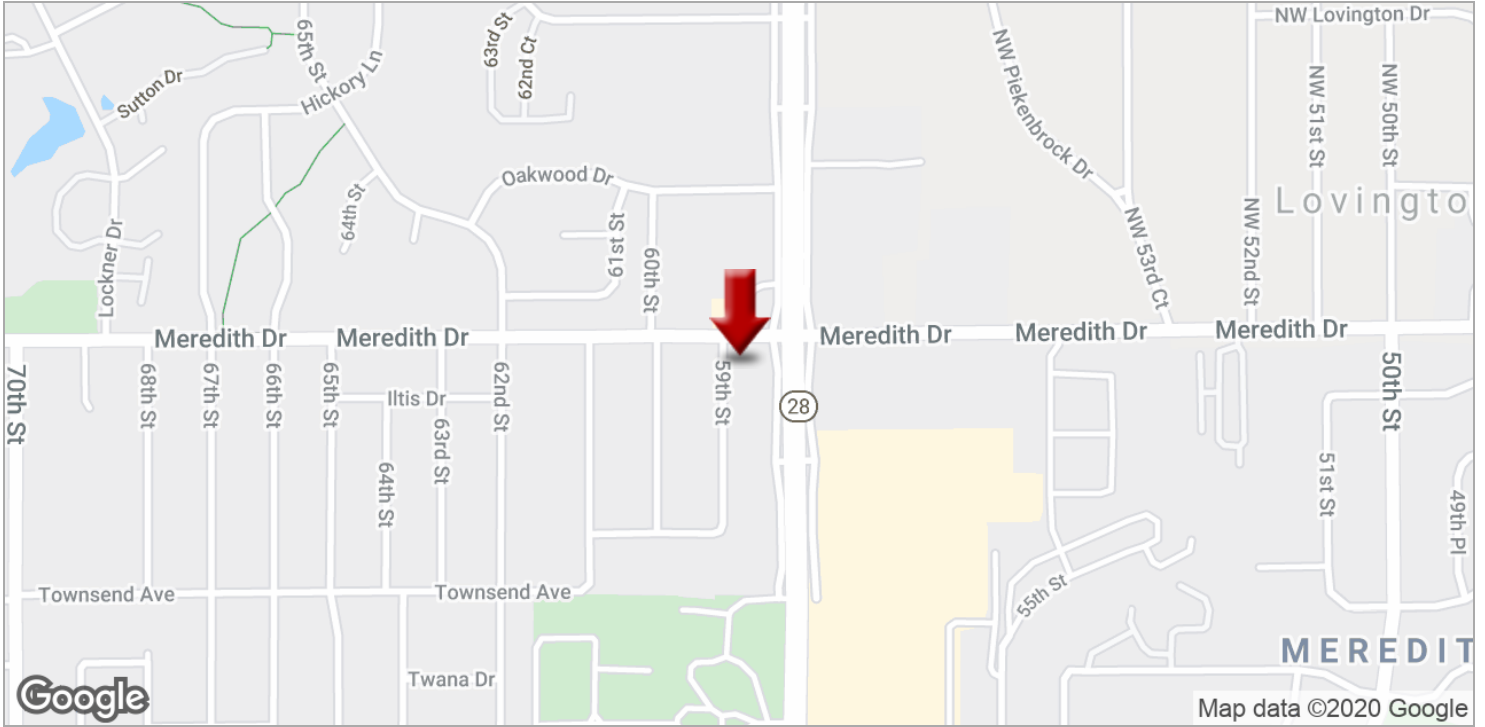 NW Lovington Dr
63rd St
65th St
62nd Ct
NW Piekenbrock Dr
Hickory Ln
Sutton Dr
NW 51st St
NW 50th St
Oakwood Dr
64th St
Lovingto
61st St
NW 52nd St
NW 53rd Ct
Lockner Dr
60th St
Meredith Dr
Meredith Dr
Meredith Dr
Meredith Dr
Meredith Dr
70th St
68th St
67th St
66th St
65th St
62nd St
59th St
50th St
Iltis Dr
28
63rd St
64th St
51st St
49th Pl
Townsend Ave
Townsend Ave
55th St
MEREDIT
Twana Dr
Google
Map data ©2020 Google